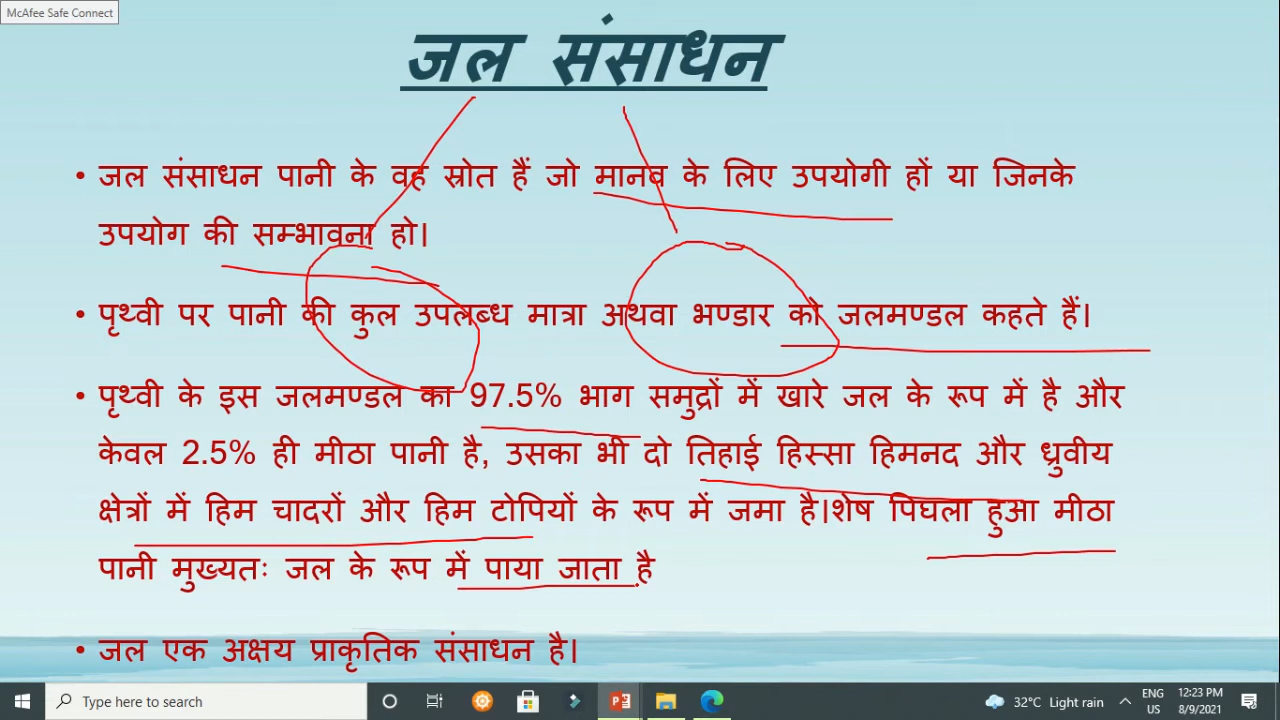 McAfee Safe Connect
जल संसाधन
• जल संसाधन पानी के वह स्रोत हैं जो मानव के लिए उपयोगी हों या जिनके
उपयोग की सम्भावना हो।
• पृथ्वी पर पानी की कुल उपलब्ध मात्रा अथवा भण्डार को जलमण्डल कहते हैं।
• पृथ्वी के इस जलमण्डल का 97.5% भाग समुद्रों में खारे जल के रूप में है और
केवल 2.5% ही मीठा पानी है, उसका भी दो तिहाई हिस्सा हिमनद और ध्रुवीय
क्षेत्रों में हिम चादरों और हिम टोपियों के रूप में जमा है।शेष पिघला हुआ मीठा
पानी मुख्यतः जल के रूप में पाया जाता है
• जल एक अक्षय प्राकृतिक संसाधन है।
Type here to search
32°C Light rain
ENG
US
12:23 PM
8/9/2021